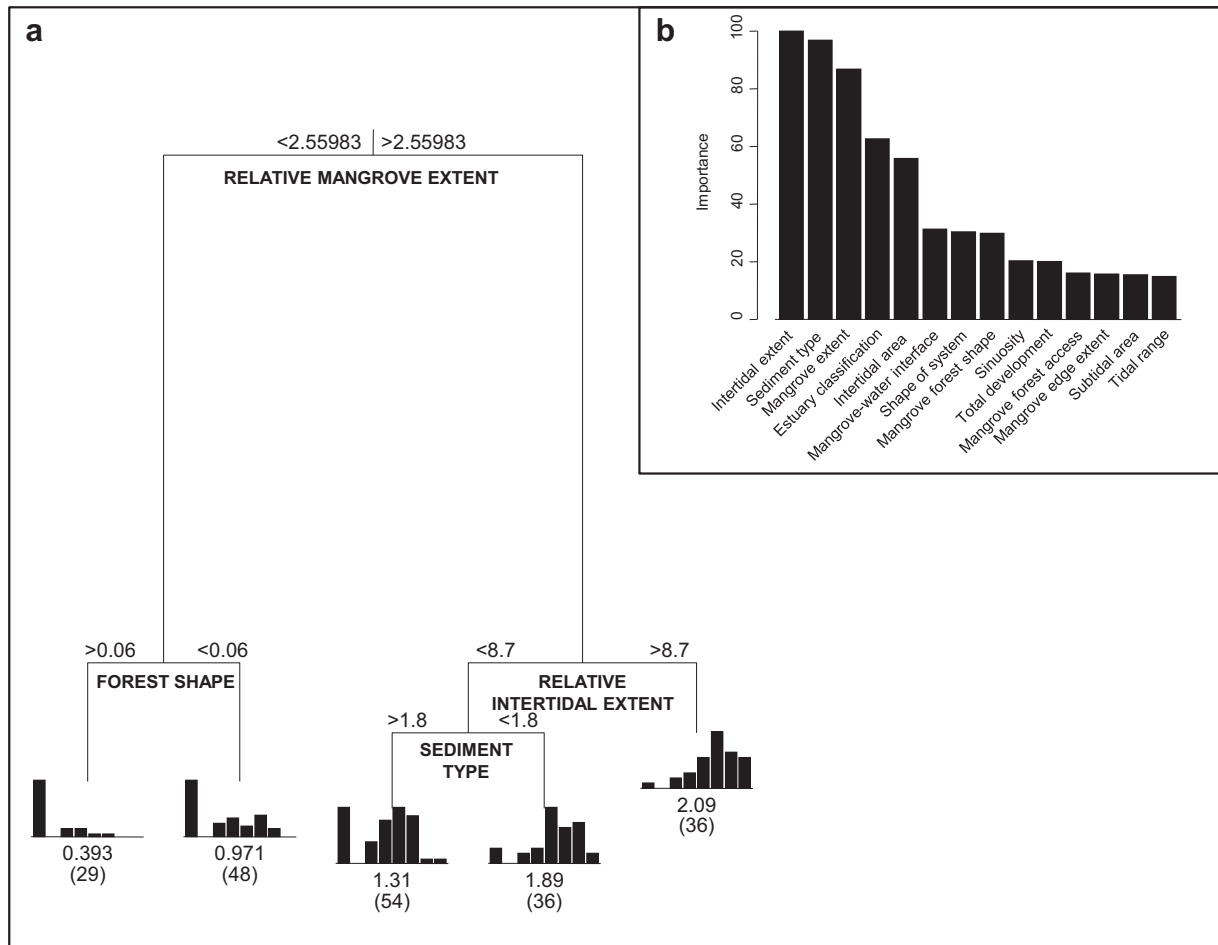 a
<2.55983 >2.55983
RELATIVE MANGROVE EXTENT
>0.06 <0.06
FOREST SHAPE
<8.7 >8.7
RELATIVE
INTERTIDAL EXTENT
>1.8 <1.8
SEDIMENT
TYPE
0.393
(29)
0.971
(48)
1.31
(54)
1.89
(36)
2.09
(36)
b
Importance
100
80
60
40
20
0
Intertidal extent
Sediment type
Mangrove extent
Estuary classification
Intertidal area
Mangrove-water interface
Shape of system
Mangrove forest shape
Sinuosity
Total development
Mangrove forest access
Mangrove edge extent
Subtidal area
Tidal range